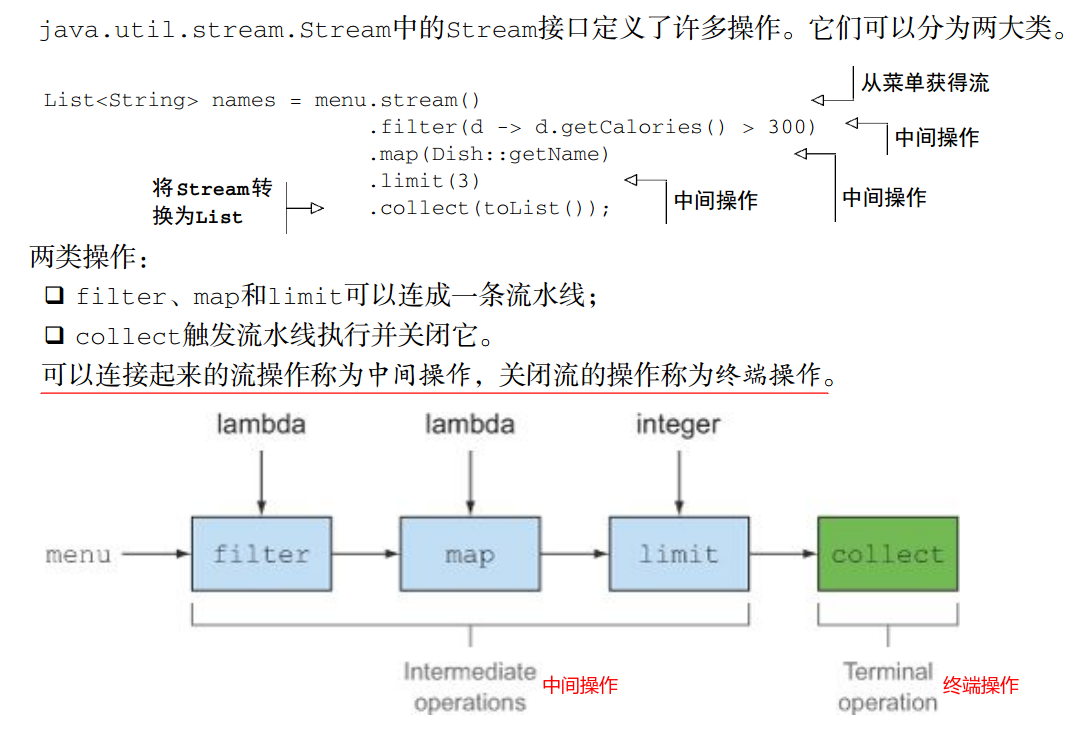 java.util.stream.Stream中的Stream接口定义了许多操作。它们可以分为两大类。
从菜单获得流
List<String> names = menu.stream()
.filter(d -> d.getCalories() > 300)
中间操作
.map(Dish::getName)
中间操作
.limit(3)
中间操作
将Stream转
换为List
.collect(toList());
两类操作:
❑ filter、map和limit可以连成一条流水线;
❑ collect触发流水线执行并关闭它。
可以连接起来的流操作称为中间操作,关闭流的操作称为终端操作。
lambda
lambda
integer
menu
filter
map
limit
collect
Intermediate
operations
中间操作
Terminal
operation
终端操作